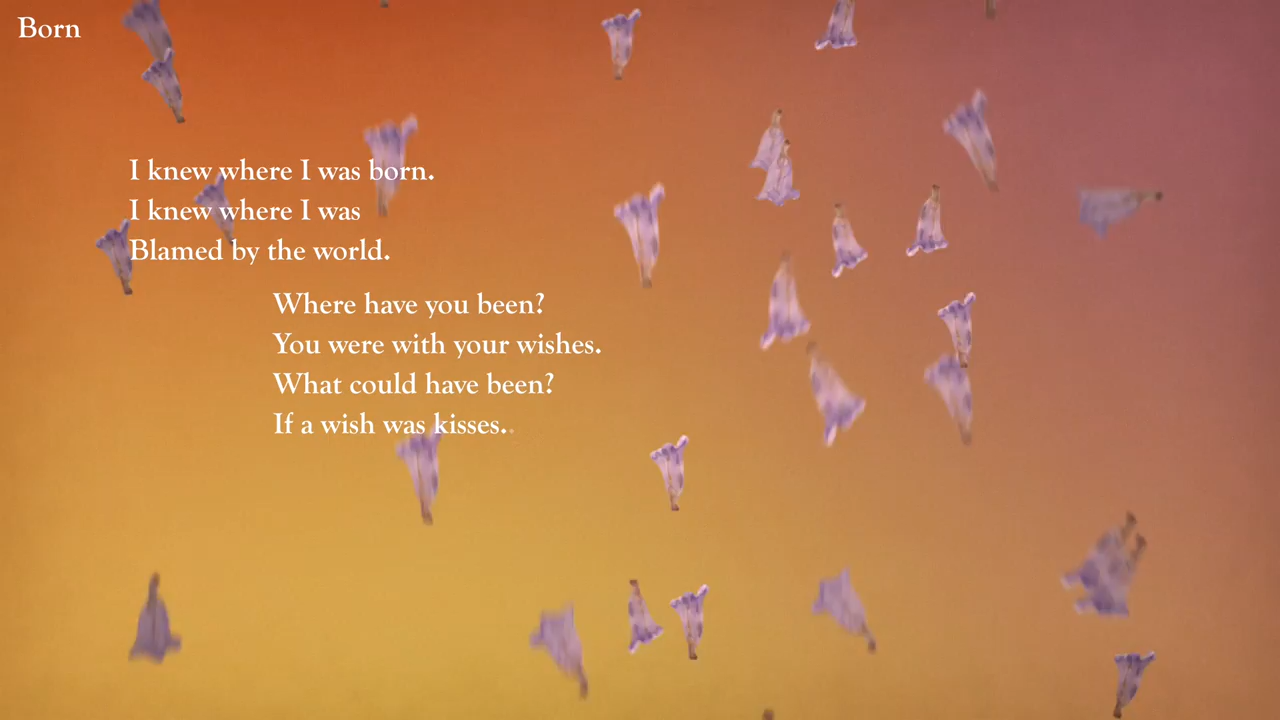 Born
I knew where I was born.
I knew where I was
Blamed by the world.
Where have you been?
You were with your wishes.
What could have been?
If a wish was kisses.